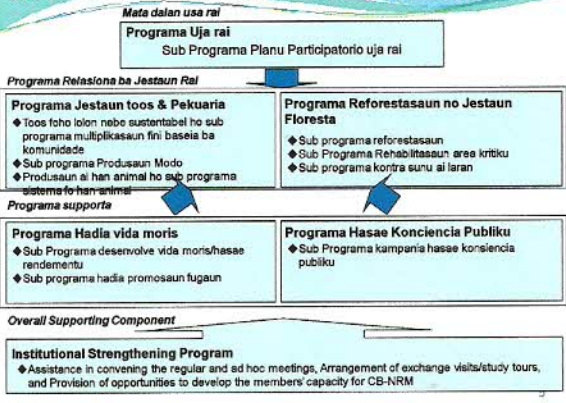 Mata dalan usa rai
Programa Uja rai
Sub Programa Planu Participatorio uja rai
Programa Relasiona ba Jestaun Rai
Programa Jestaun toos & Pekuaria
◆Toos foho lolon nebe sustentabel ho sub
programa multiplikasaun fini baseia ba
komunidade
◆Sub programa Produsaun Modo
◆Produsaun ai han animal ho sub programa
sistema fo han animal
Programa Reforestasaun no Jestaun
Floresta
◆Sub programa reforestasaun
◆Sub Programa Rehabilitasaun area kritiku
◆Sub programa kontra sunu ai laran
Programa supporta
Programa Hadia vida moris
◆Sub Programa desenvolve vida moris/hasae
rendementu
◆Sub programa hadia promosaun fugaun
Programa Hasae Konciencia Publiku
◆Sub Programa kampania hasae konsiencia
publiku
Overall Supporting Component
Institutional Strengthening Program
◆Assistance in convening the regular and ad hoc meetings, Arrangement of exchange visits/study tours,
and Provision of opportunities to develop the members' capacity for CB-NRM